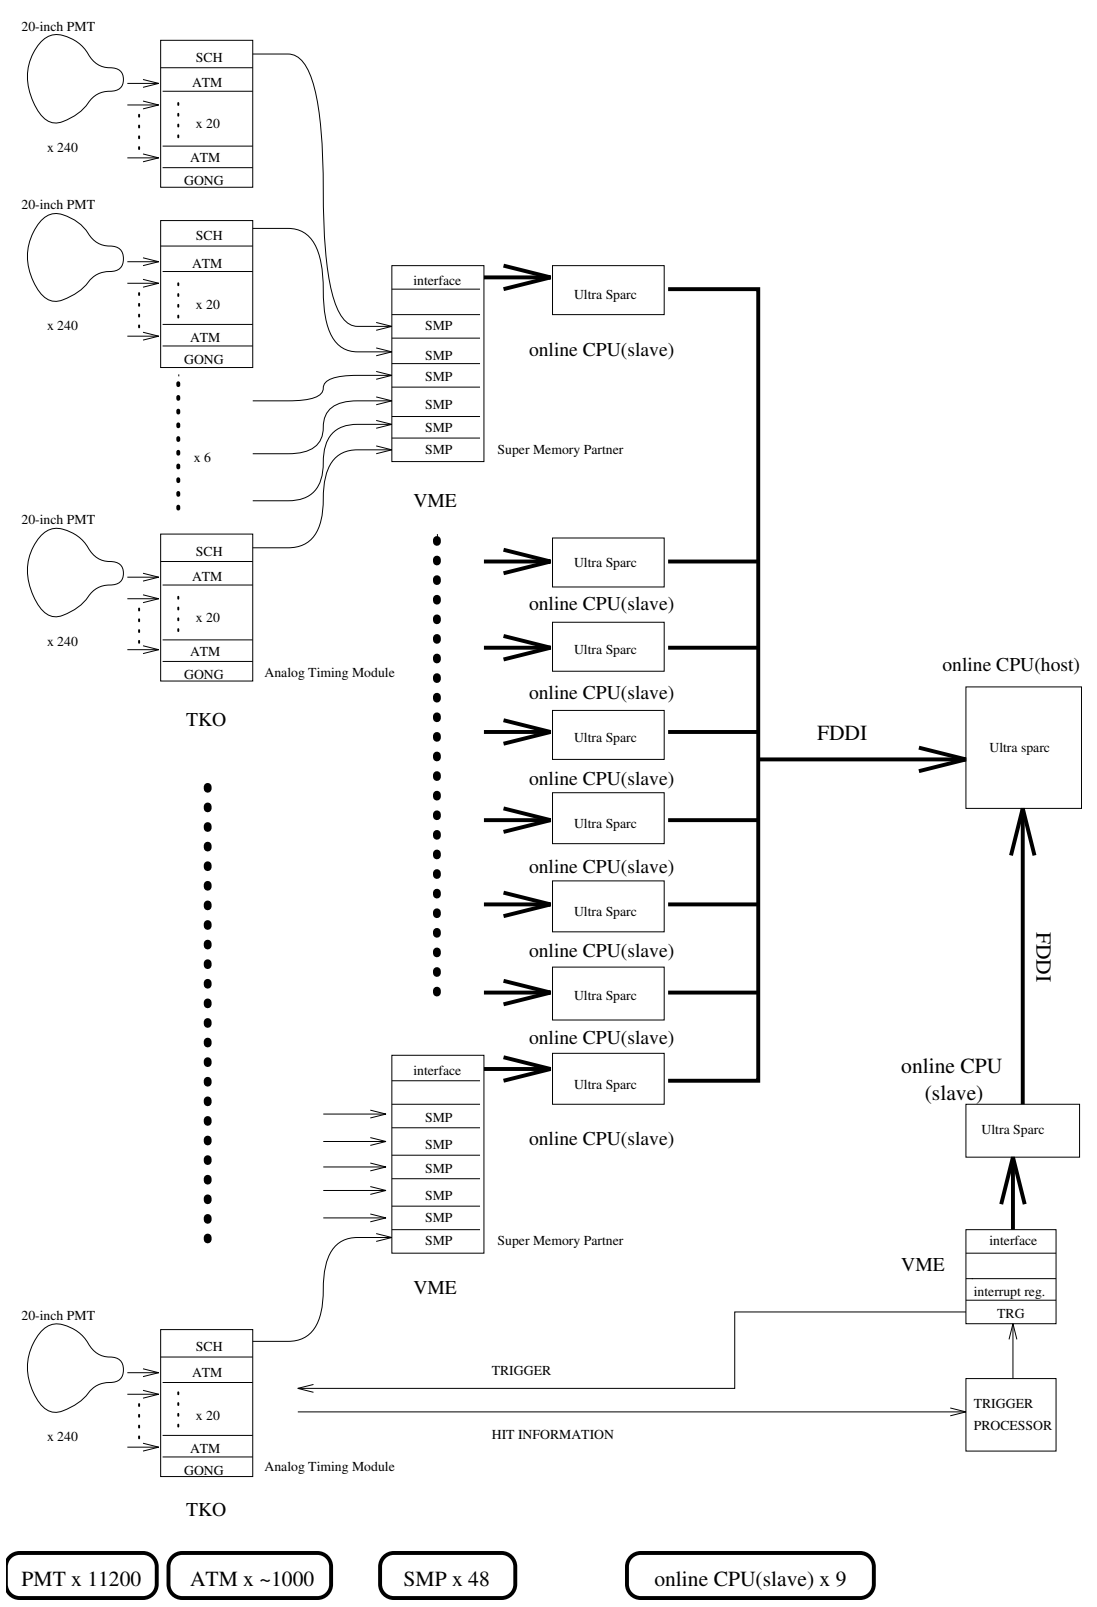 20-inch PMT
SCH
ATM
x 20
x 240
ATM
GONG
20-inch PMT
SCH
ATM
x 20
x 240
ATM
GONG
x 6
interface
SMP
SMP
SMP
SMP
SMP
SMP
Super Memory Partner
VME
Ultra Sparc
online CPU(slave)
20-inch PMT
SCH
ATM
x 20
x 240
ATM
GONG
Analog Timing Module
TKO
Ultra Sparc
online CPU(slave)
Ultra Sparc
online CPU(slave)
Ultra Sparc
online CPU(slave)
Ultra Sparc
online CPU(slave)
Ultra Sparc
online CPU(slave)
Ultra Sparc
online CPU(slave)
FDDI
online CPU(host)
Ultra sparc
FDDI
interface
SMP
SMP
SMP
SMP
SMP
SMP
Super Memory Partner
VME
Ultra Sparc
online CPU(slave)
online CPU
(slave)
Ultra Sparc
VME
interface
interrupt reg.
TRG
TRIGGER
PROCESSOR
TRIGGER
HIT INFORMATION
20-inch PMT
SCH
ATM
x 20
x 240
ATM
GONG
Analog Timing Module
TKO
PMT x 11200
ATM x ~1000
SMP x 48
online CPU(slave) x 9